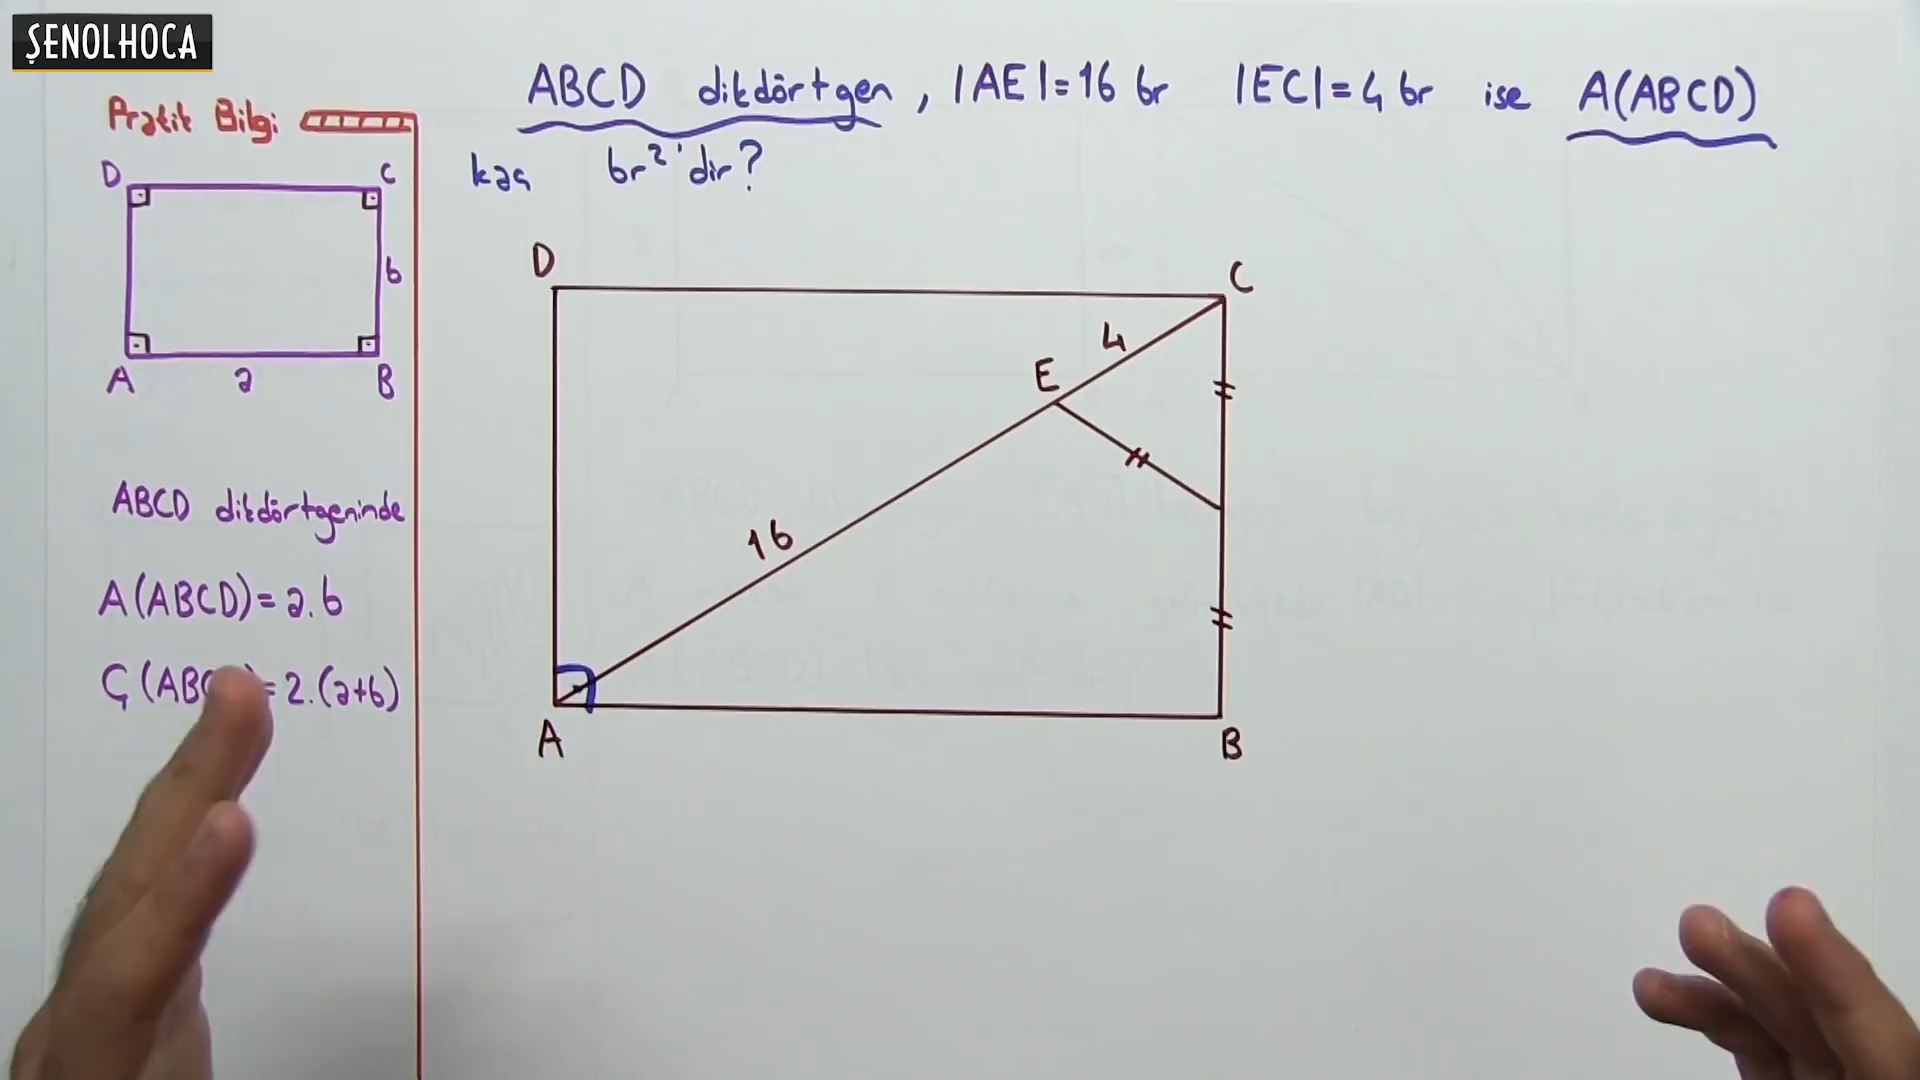 ŞENOLHOCA
ABCD dikdörtgen, |AE|=16 br |EC|=4 br ise A(ABCD)
kaç br²'dir?
Pratik Bilgi
D C
b
A a B
ABCD dikdörtgeninde
A(ABCD)=a.b
=2.(a+b)
D C
4
E
16
A B